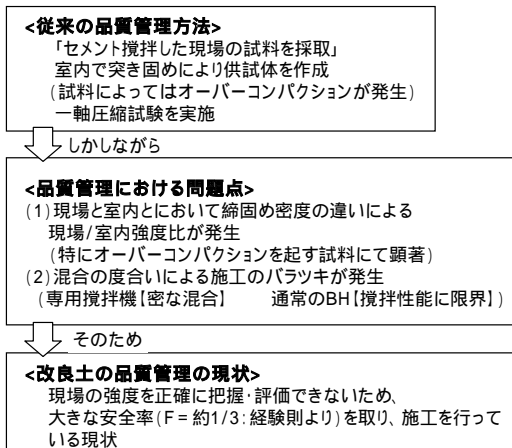 <従来の品質管理方法>
「セメント撹拌した現場の試料を採取」
室内で突き固めにより供試体を作成
(試料によってはオーバーコンパクションが発生)
一軸圧縮試験を実施
しかしながら
<品質管理における問題点>
(1)現場と室内とにおいて締固め密度の違いによる
現場/室内強度比が発生
(特にオーバーコンパクションを起す試料にて顕著)
(2)混合の度合いによる施工のバラツキが発生
(専用撹拌機【密な混合】　　通常のBH【撹拌性能に限界】)
そのため
<改良土の品質管理の現状>
現場の強度を正確に把握・評価できないため、
大きな安全率(F=約1/3:経験則より)を取り、施工を行って
いる現状